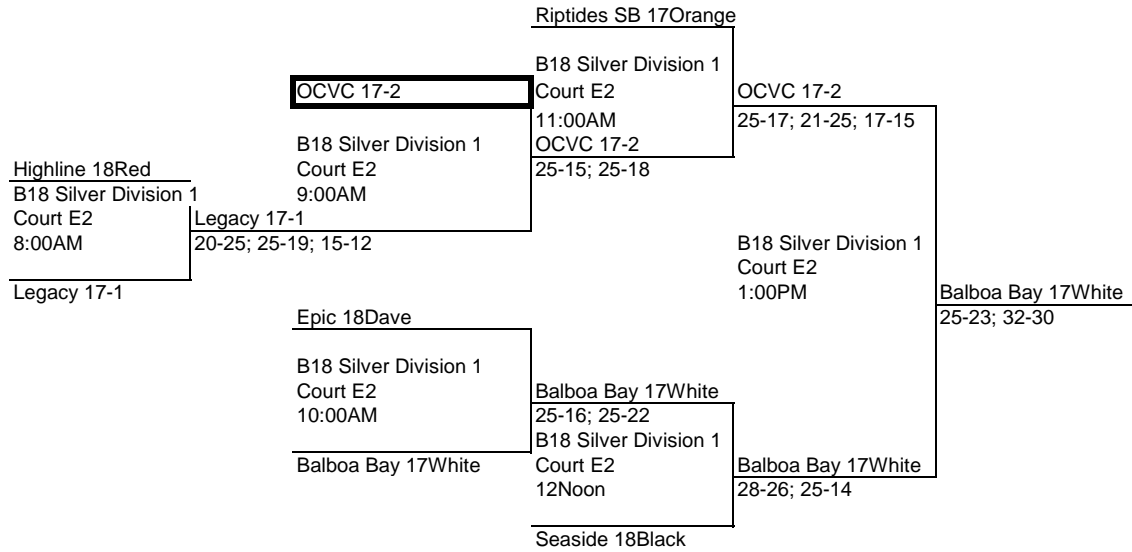 Riptides SB 17Orange
B18 Silver Division 1
OCVC 17-2
Court E2
OCVC 17-2
11:00AM
25-17; 21-25; 17-15
B18 Silver Division 1
OCVC 17-2
Highline 18Red
Court E2
25-15; 25-18
B18 Silver Division 1
9:00AM
Court E2
Legacy 17-1
8:00AM
20-25; 25-19; 15-12
B18 Silver Division 1
Court E2
Legacy 17-1
1:00PM
Balboa Bay 17White
Epic 18Dave
25-23; 32-30
B18 Silver Division 1
Court E2
Balboa Bay 17White
10:00AM
25-16; 25-22
B18 Silver Division 1
Balboa Bay 17White
Court E2
Balboa Bay 17White
12Noon
28-26; 25-14
Seaside 18Black